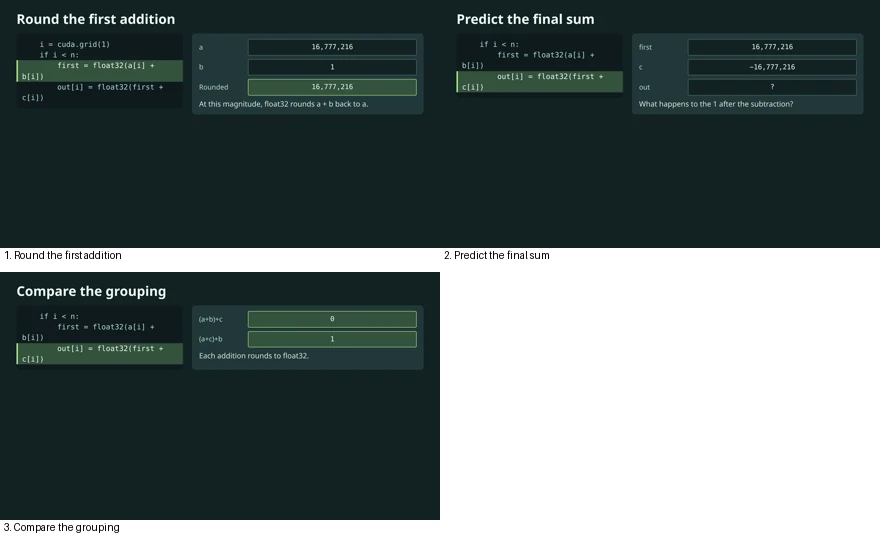 Round the first addition
i = cuda.grid(1)
if i < n:
first = float32(a[i] +
b[i])
out[i] = float32(first +
c[i])
a 16,777,216
b 1
Rounded 16,777,216
At this magnitude, float32 rounds a + b back to a.
1. Round the first addition
Predict the final sum
if i < n:
first = float32(a[i] +
b[i])
out[i] = float32(first +
c[i])
first 16,777,216
c −16,777,216
out ?
What happens to the 1 after the subtraction?
2. Predict the final sum
Compare the grouping
if i < n:
first = float32(a[i] +
b[i])
out[i] = float32(first +
c[i])
(a+b)+c 0
(a+c)+b 1
Each addition rounds to float32.
3. Compare the grouping